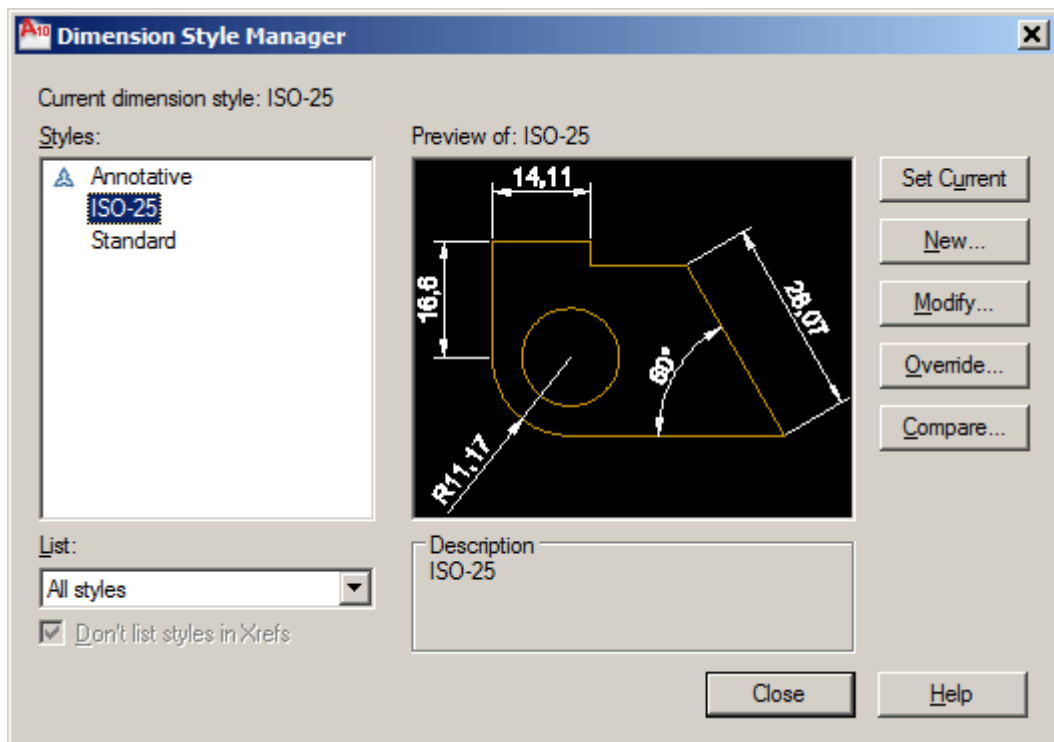 A10 Dimension Style Manager
Current dimension style: ISO-25
Styles:
Annotative
ISO-25
Standard
Preview of: ISO-25
14,11
16,6
28,07
60°
R11,17
Set Current
New...
Modify...
Override...
Compare...
List:
All styles
Don't list styles in Xrefs
Description
ISO-25
Close
Help